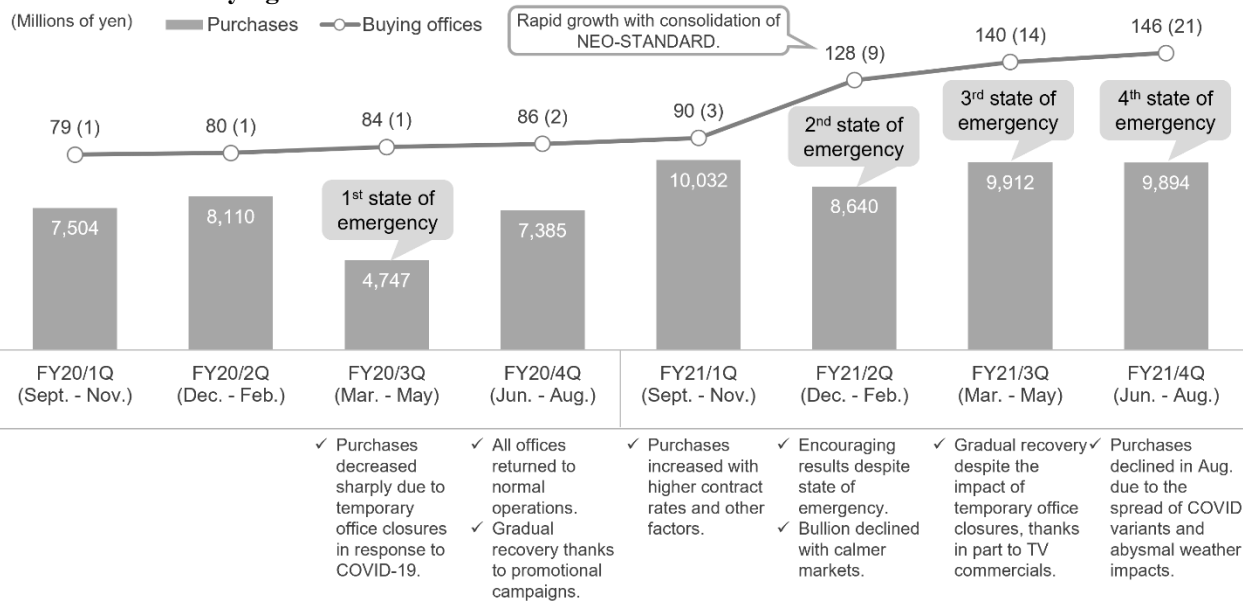 (Millions of yen)
Purchases
Buying offices
Rapid growth with consolidation of
NEO-STANDARD.
79 (1)
80 (1)
84 (1)
86 (2)
90 (3)
128 (9)
140 (14)
146 (21)
1st state of
emergency
2nd state of
emergency
3rd state of
emergency
4th state of
emergency
7,504
8,110
4,747
7,385
10,032
8,640
9,912
9,894
FY20/1Q
(Sept. - Nov.)
FY20/2Q
(Dec. - Feb.)
FY20/3Q
(Mar. - May)
FY20/4Q
(Jun. - Aug.)
FY21/1Q
(Sept. - Nov.)
FY21/2Q
(Dec. - Feb.)
FY21/3Q
(Mar. - May)
FY21/4Q
(Jun. - Aug.)
✓ Purchases
decreased
sharply due to
temporary
office closures
in response to
COVID-19.
✓ All offices
returned to
normal
operations.
✓ Gradual
recovery thanks
to promotional
campaigns.
✓ Purchases
increased with
higher contract
rates and other
factors.
✓ Encouraging
results despite
state of
emergency.
✓ Bullion declined
with calmer
markets.
✓ Gradual recovery
despite the
impact of
temporary office
closures, thanks
in part to TV
commercials.
✓ Purchases
declined in Aug.
due to the
spread of COVID
variants and
abysmal weather
impacts.